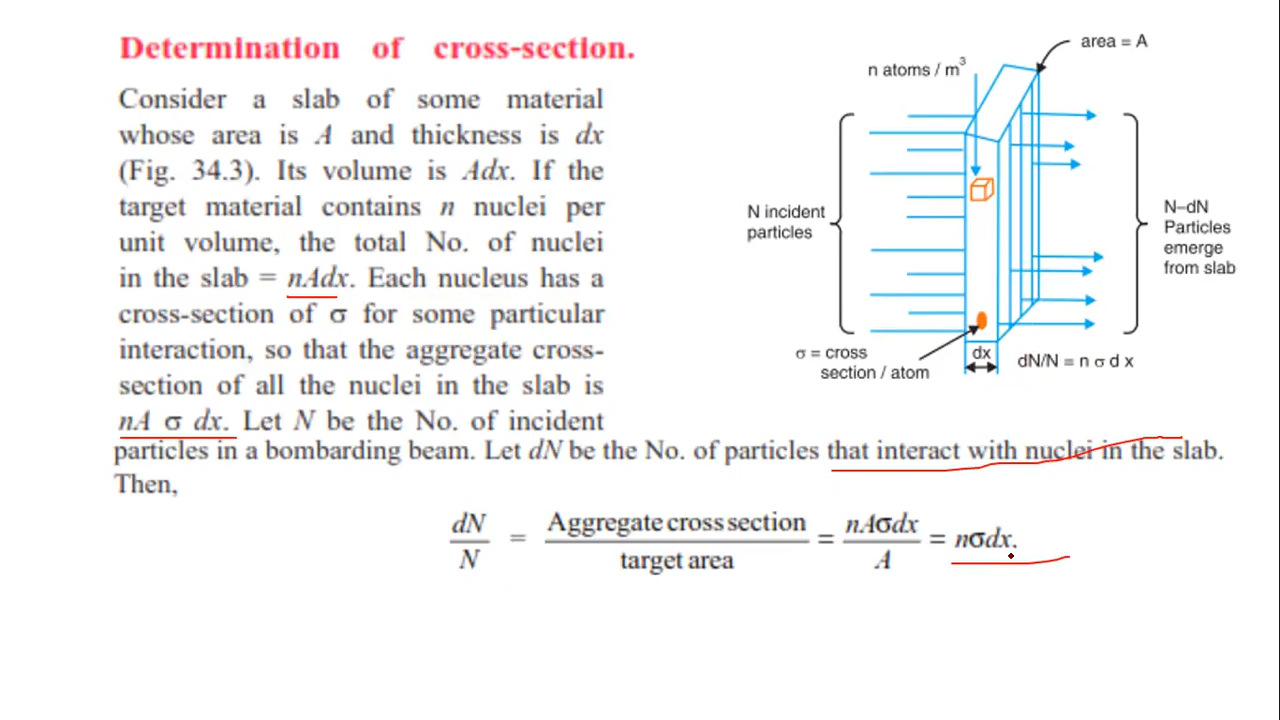 Determination of cross-section.
Consider a slab of some material
whose area is A and thickness is dx
(Fig. 34.3). Its volume is Adx. If the
target material contains n nuclei per
unit volume, the total No. of nuclei
in the slab = nAdx. Each nucleus has a
cross-section of σ for some particular
interaction, so that the aggregate cross-
section of all the nuclei in the slab is
nA σ dx. Let N be the No. of incident
particles in a bombarding beam. Let dN be the No. of particles that interact with nuclei in the slab.
Then,
dN/N = Aggregate cross section/target area = nAσdx/A = nσdx.
area = A
n atoms / m³
N incident
particles
N–dN
Particles
emerge
from slab
σ = cross
section / atom
dx
dN/N = n σ d x